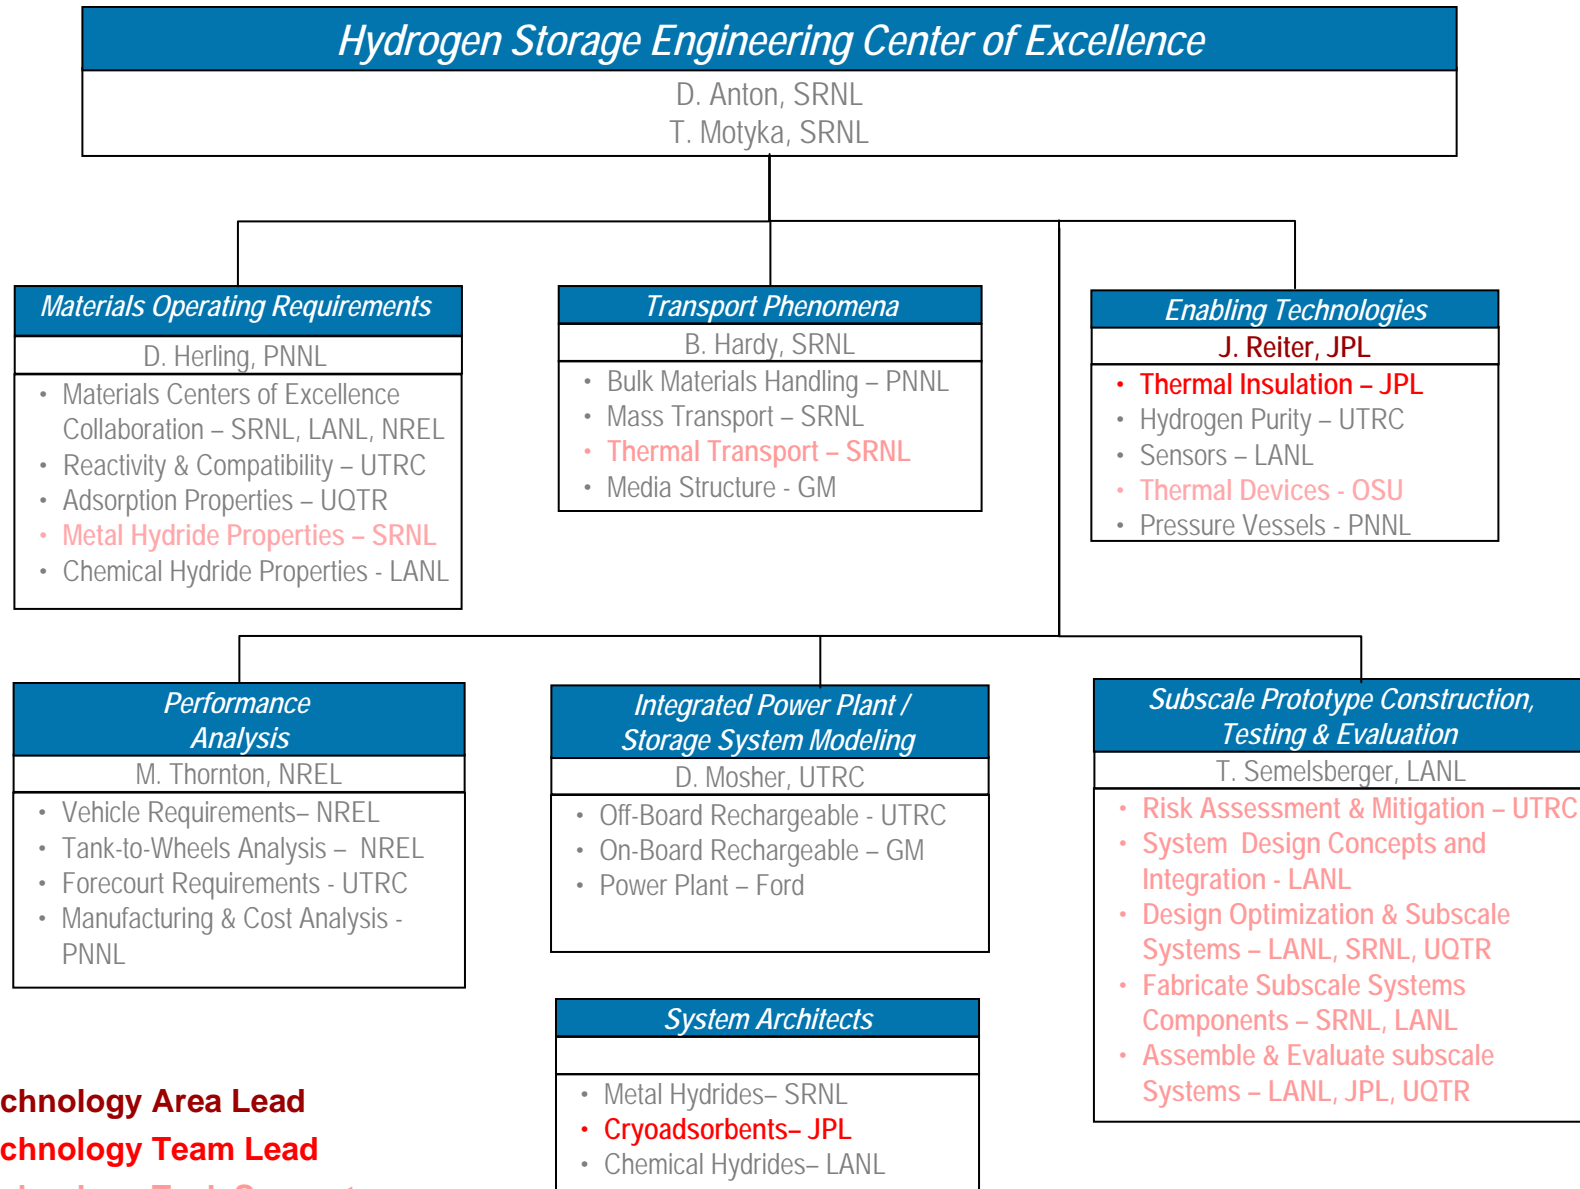 Hydrogen Storage Engineering Center of Excellence
D. Anton, SRNL
T. Motyka, SRNL
Materials Operating Requirements
D. Herling, PNNL
• Materials Centers of Excellence
Collaboration – SRNL, LANL, NREL
• Reactivity & Compatibility – UTRC
• Adsorption Properties – UQTR
• Metal Hydride Properties – SRNL
• Chemical Hydride Properties - LANL
Transport Phenomena
B. Hardy, SRNL
• Bulk Materials Handling – PNNL
• Mass Transport – SRNL
• Thermal Transport – SRNL
• Media Structure - GM
Enabling Technologies
J. Reiter, JPL
• Thermal Insulation – JPL
• Hydrogen Purity – UTRC
• Sensors – LANL
• Thermal Devices - OSU
• Pressure Vessels - PNNL
Performance
Analysis
M. Thornton, NREL
• Vehicle Requirements– NREL
• Tank-to-Wheels Analysis – NREL
• Forecourt Requirements - UTRC
• Manufacturing & Cost Analysis -
PNNL
Integrated Power Plant /
Storage System Modeling
D. Mosher, UTRC
• Off-Board Rechargeable - UTRC
• On-Board Rechargeable – GM
• Power Plant – Ford
Subscale Prototype Construction,
Testing & Evaluation
T. Semelsberger, LANL
• Risk Assessment & Mitigation – UTRC
• System Design Concepts and
Integration - LANL
• Design Optimization & Subscale
Systems – LANL, SRNL, UQTR
• Fabricate Subscale Systems
Components – SRNL, LANL
• Assemble & Evaluate subscale
Systems – LANL, JPL, UQTR
System Architects
• Metal Hydrides– SRNL
• Cryoadsorbents– JPL
• Chemical Hydrides– LANL
chnology Area Lead
chnology Team Lead